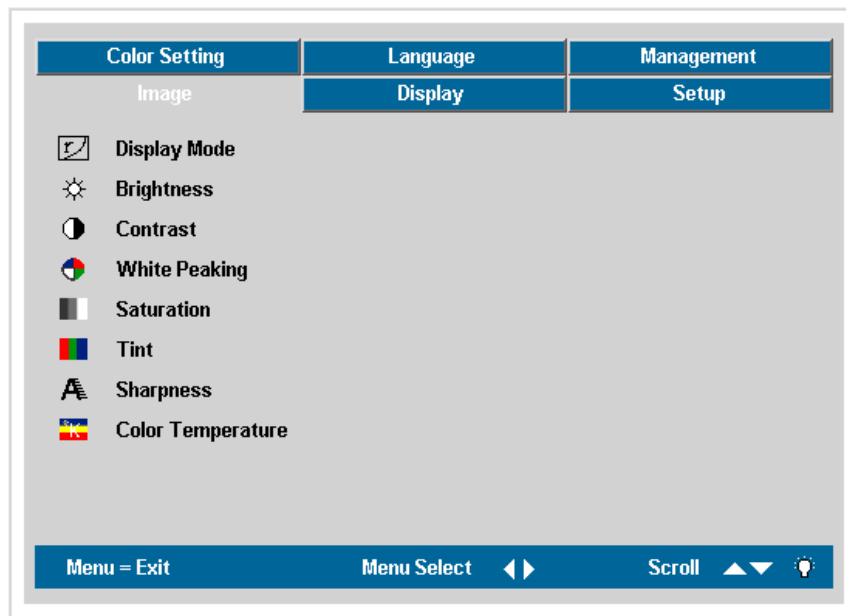 Color Setting Language Management
Image Display Setup
Display Mode
Brightness
Contrast
White Peaking
Saturation
Tint
Sharpness
°K Color Temperature
Menu = Exit Menu Select Scroll